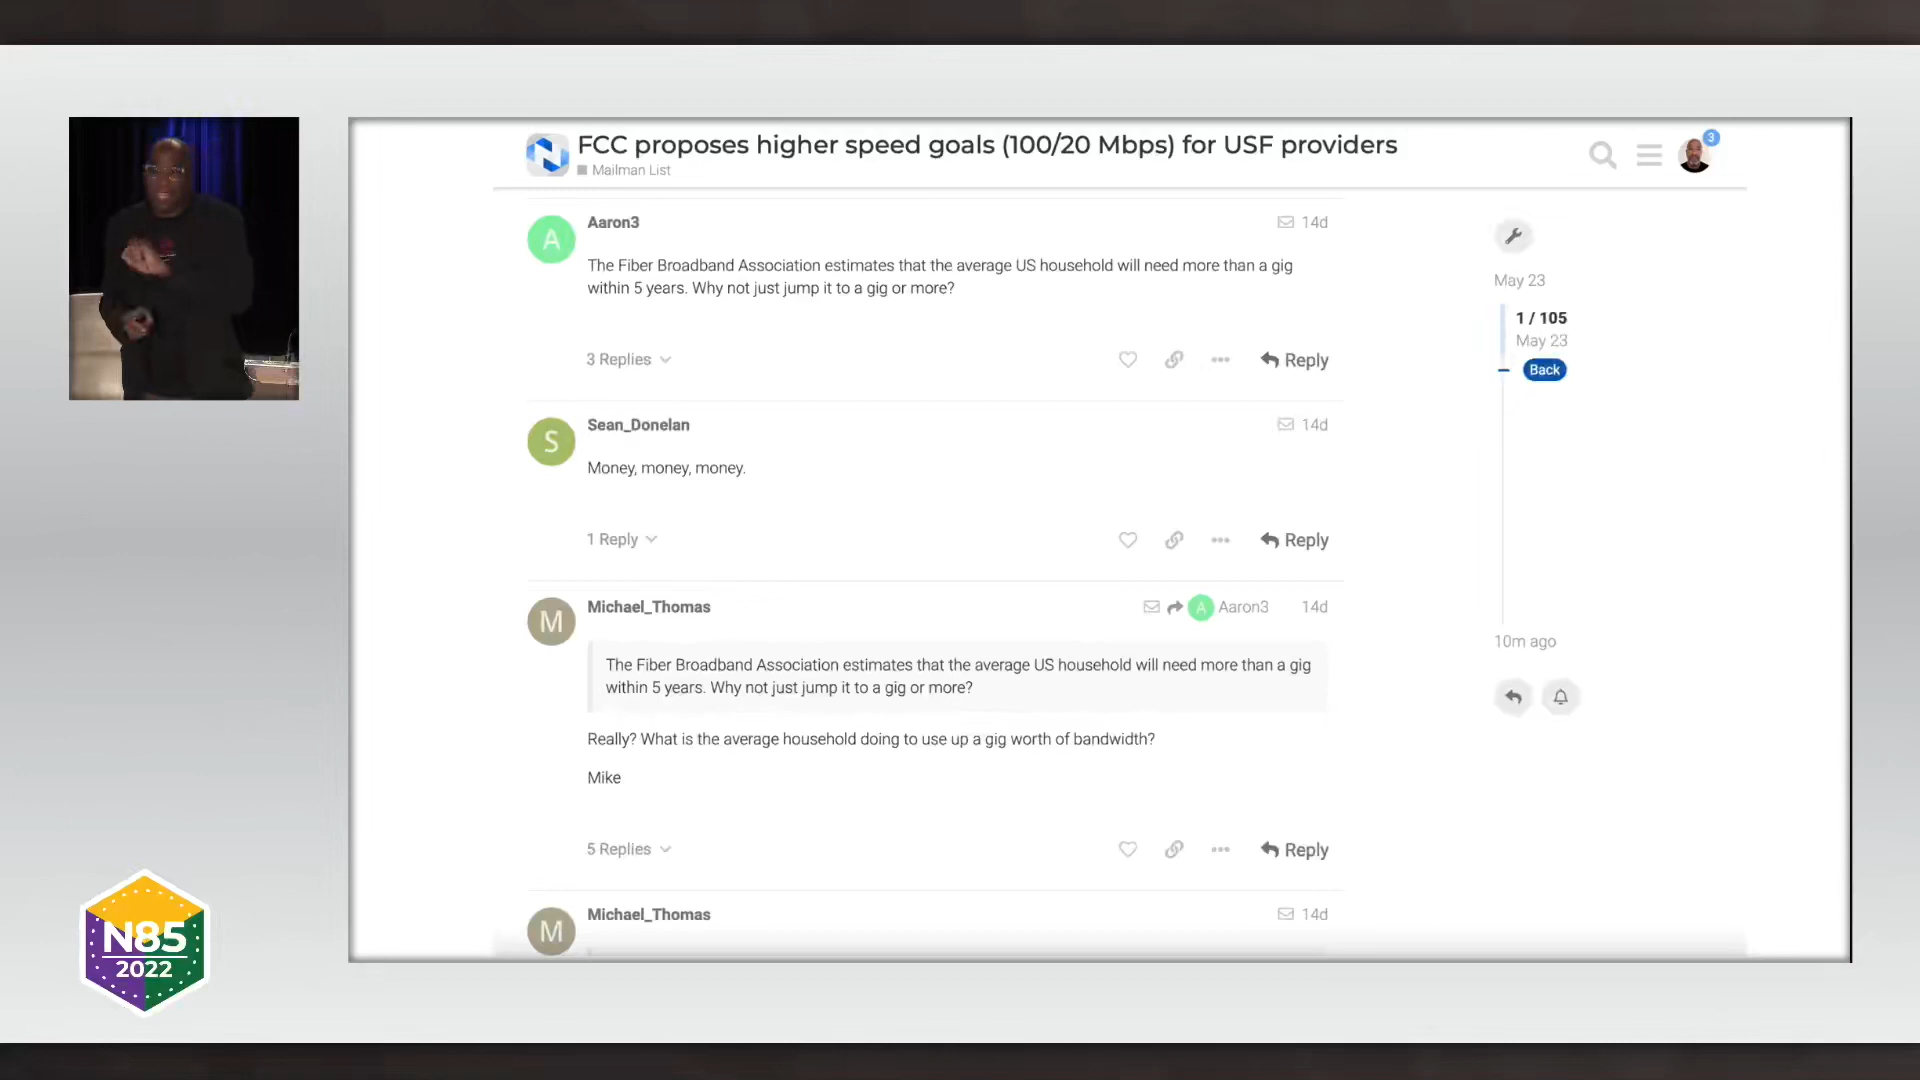 FCC proposes higher speed goals (100/20 Mbps) for USF providers
Mailman List
3
A
Aaron3
14d
The Fiber Broadband Association estimates that the average US household will need more than a gig
within 5 years. Why not just jump it to a gig or more?
3 Replies
Reply
S
Sean_Donelan
14d
Money, money, money.
1 Reply
Reply
M
Michael_Thomas
A Aaron3 14d
The Fiber Broadband Association estimates that the average US household will need more than a gig
within 5 years. Why not just jump it to a gig or more?
Really? What is the average household doing to use up a gig worth of bandwidth?
Mike
5 Replies
Reply
M
Michael_Thomas
14d
May 23
1 / 105
May 23
Back
10m ago
N85
2022